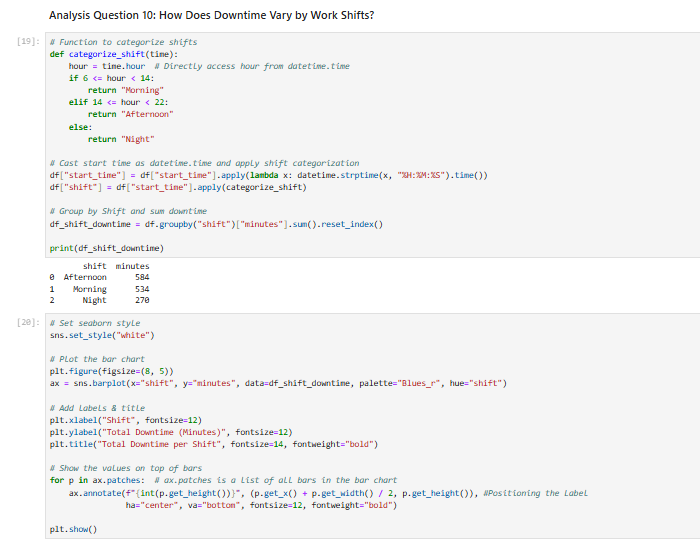 Analysis Question 10: How Does Downtime Vary by Work Shifts?
[19]: # Function to categorize shifts
def categorize_shift(time):
    hour = time.hour  # Directly access hour from datetime.time
    if 6 <= hour < 14:
        return "Morning"
    elif 14 <= hour < 22:
        return "Afternoon"
    else:
        return "Night"
# Cast start time as datetime.time and apply shift categorization
df["start_time"] = df["start_time"].apply(lambda x: datetime.strptime(x, "%H:%M:%S").time())
df["shift"] = df["start_time"].apply(categorize_shift)
# Group by Shift and sum downtime
df_shift_downtime = df.groupby("shift")["minutes"].sum().reset_index()
print(df_shift_downtime)
shift minutes
0 Afternoon 584
1 Morning 534
2 Night 270
[20]: # Set seaborn style
sns.set_style("white")
# Plot the bar chart
plt.figure(figsize=(8, 5))
ax = sns.barplot(x="shift", y="minutes", data=df_shift_downtime, palette="Blues_r", hue="shift")
# Add labels & title
plt.xlabel("Shift", fontsize=12)
plt.ylabel("Total Downtime (Minutes)", fontsize=12)
plt.title("Total Downtime per Shift", fontsize=14, fontweight="bold")
# Show the values on top of bars
for p in ax.patches:  # ax.patches is a list of all bars in the bar chart
    ax.annotate(f"{int(p.get_height())}", (p.get_x() + p.get_width() / 2, p.get_height()), #Positioning the Label
                ha="center", va="bottom", fontsize=12, fontweight="bold")
plt.show()